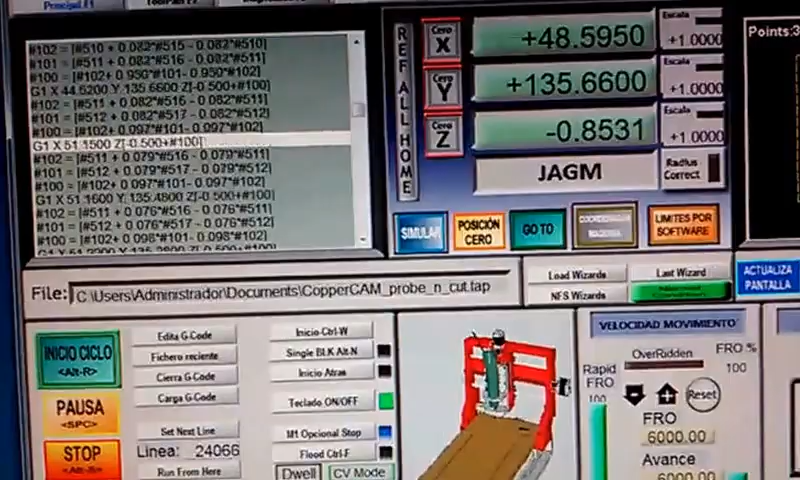 Principal F1
#102 = [#510 + 0.082*#515 - 0.082*#510]
#101 = [#511 + 0.082*#516 - 0.082*#511]
#100 = [#102+ 0.950*#101-0.950*#102]
G1 X 44.5200 Y 135.6600 Z[-0.500+#100]
#102 = [#511 + 0.082*#516 - 0.082*#511]
#101 = [#512 + 0.082*#517 - 0.082*#512]
#100 = [#102+ 0.097*#101-0.097*#102]
G1 X 51.1500 Z[-0.500+#100]
#102 = [#511 + 0.079*#516 - 0.079*#511]
#101 = [#512 + 0.079*#517 - 0.079*#512]
#100 = [#102+ 0.097*#101-0.097*#102]
G1 X 51.1600 Y 135.4800 Z[-0.500+#100]
#102 = [#511 + 0.076*#516 - 0.076*#511]
#101 = [#512 + 0.076*#517 - 0.076*#512]
#100 = [#102+ 0.098*#101-0.098*#102]
REF ALL HOME
Cero X
+48.5950
Escala
+1.0000
Cero Y
+135.6600
Escala
+1.0000
Cero Z
-0.8531
Escala
+1.0000
JAGM
Radius Correct
Points:3
SIMULAR
POSICIÓN CERO
GO TO
LIMITES POR SOFTWARE
File:
C:\Users\Administrador\Documents\CopperCAM_probe_n_cut.tap
Load Wizards
Last Wizard
NFS Wizards
ACTUALIZA PANTALLA
INICIO CICLO
<Alt-R>
PAUSA
<SPC>
STOP
<Alt-S>
Edita G-Code
Fichero reciente
Cierra G-Code
Carga G-Code
Set Next Line
Linea: 24066
Run From Here
Inicio Ctrl-W
Single BLK Alt-N
Inicio Atras
Teclado ON/OFF
M1 Opcional Stop
Flood Ctrl-F
Dwell
CV Mode
VELOCIDAD MOVIMIENTO
OverRidden
FRO %
100
Rapid FRO
100
Reset
FRO
6000.00
Avance
6000.00